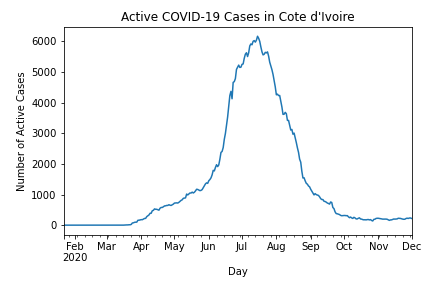 Active COVID-19 Cases in Cote d'Ivoire
Number of Active Cases
6000
5000
4000
3000
2000
1000
0
Feb Mar Apr May Jun Jul Aug Sep Oct Nov Dec
2020
Day